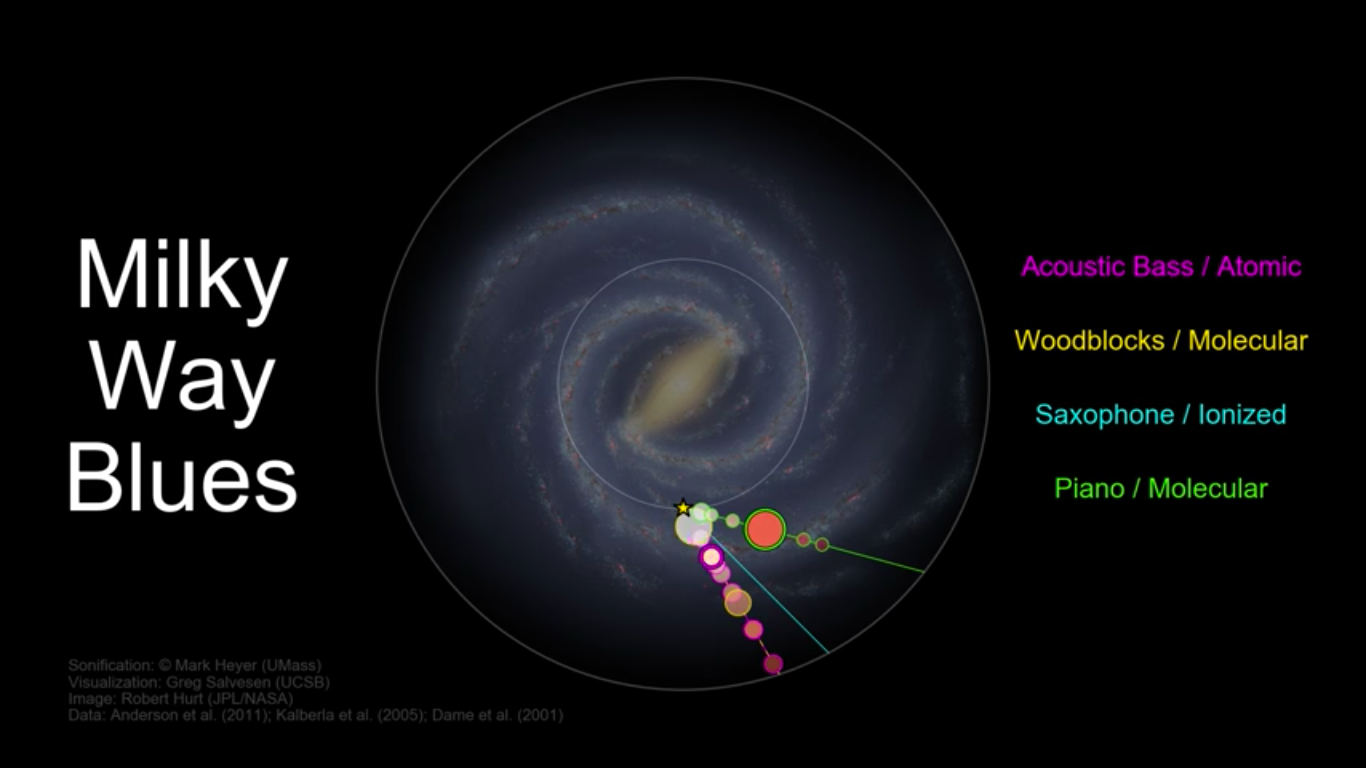 Milky
Way
Blues
Acoustic Bass / Atomic
Woodblocks / Molecular
Saxophone / Ionized
Piano / Molecular
Sonification: © Mark Heyer (UMass)
Visualization: Greg Salvesen (UCSB)
Image: Robert Hurt (JPL/NASA)
Data: Anderson et al. (2011); Kalberla et al. (2005); Dame et al. (2001)